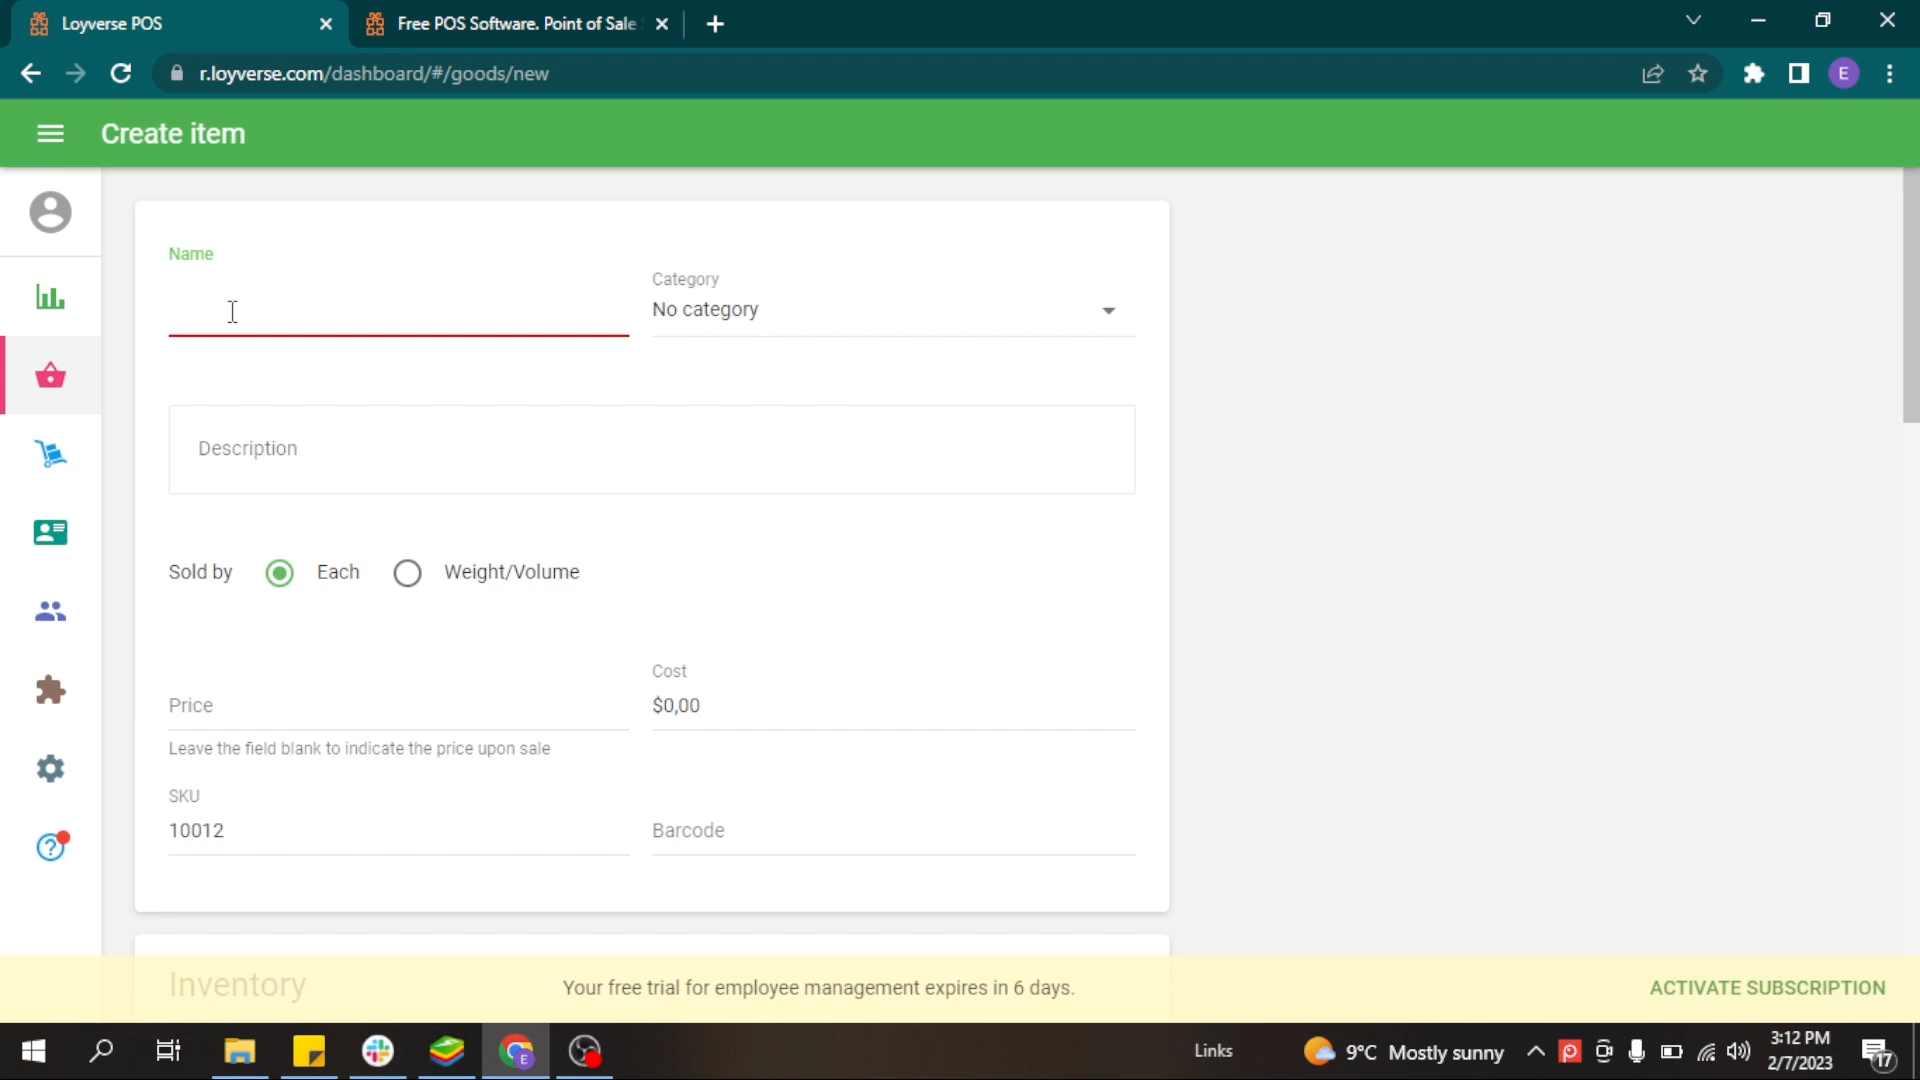 Loyverse POS
Free POS Software. Point of Sale
r.loyverse.com/dashboard/#/goods/new
E
Create item
Name
Category
No category
Description
Sold by
Each
Weight/Volume
Price
Cost
$0,00
Leave the field blank to indicate the price upon sale
SKU
10012
Barcode
Inventory
Your free trial for employee management expires in 6 days.
ACTIVATE SUBSCRIPTION
E
Links
9°C Mostly sunny
3:12 PM
2/7/2023
17